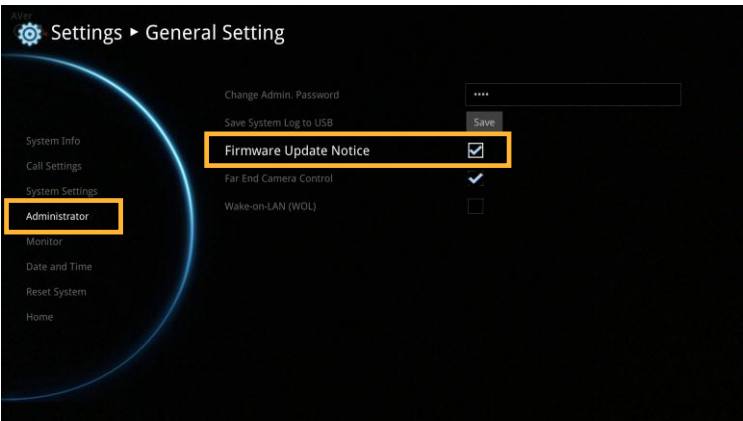 AVer
Settings ▸ General Setting
Change Admin. Password
••••
Save System Log to USB
Save
System Info
Firmware Update Notice
Call Settings
Far End Camera Control
System Settings
Wake-on-LAN (WOL)
Administrator
Monitor
Date and Time
Reset System
Home